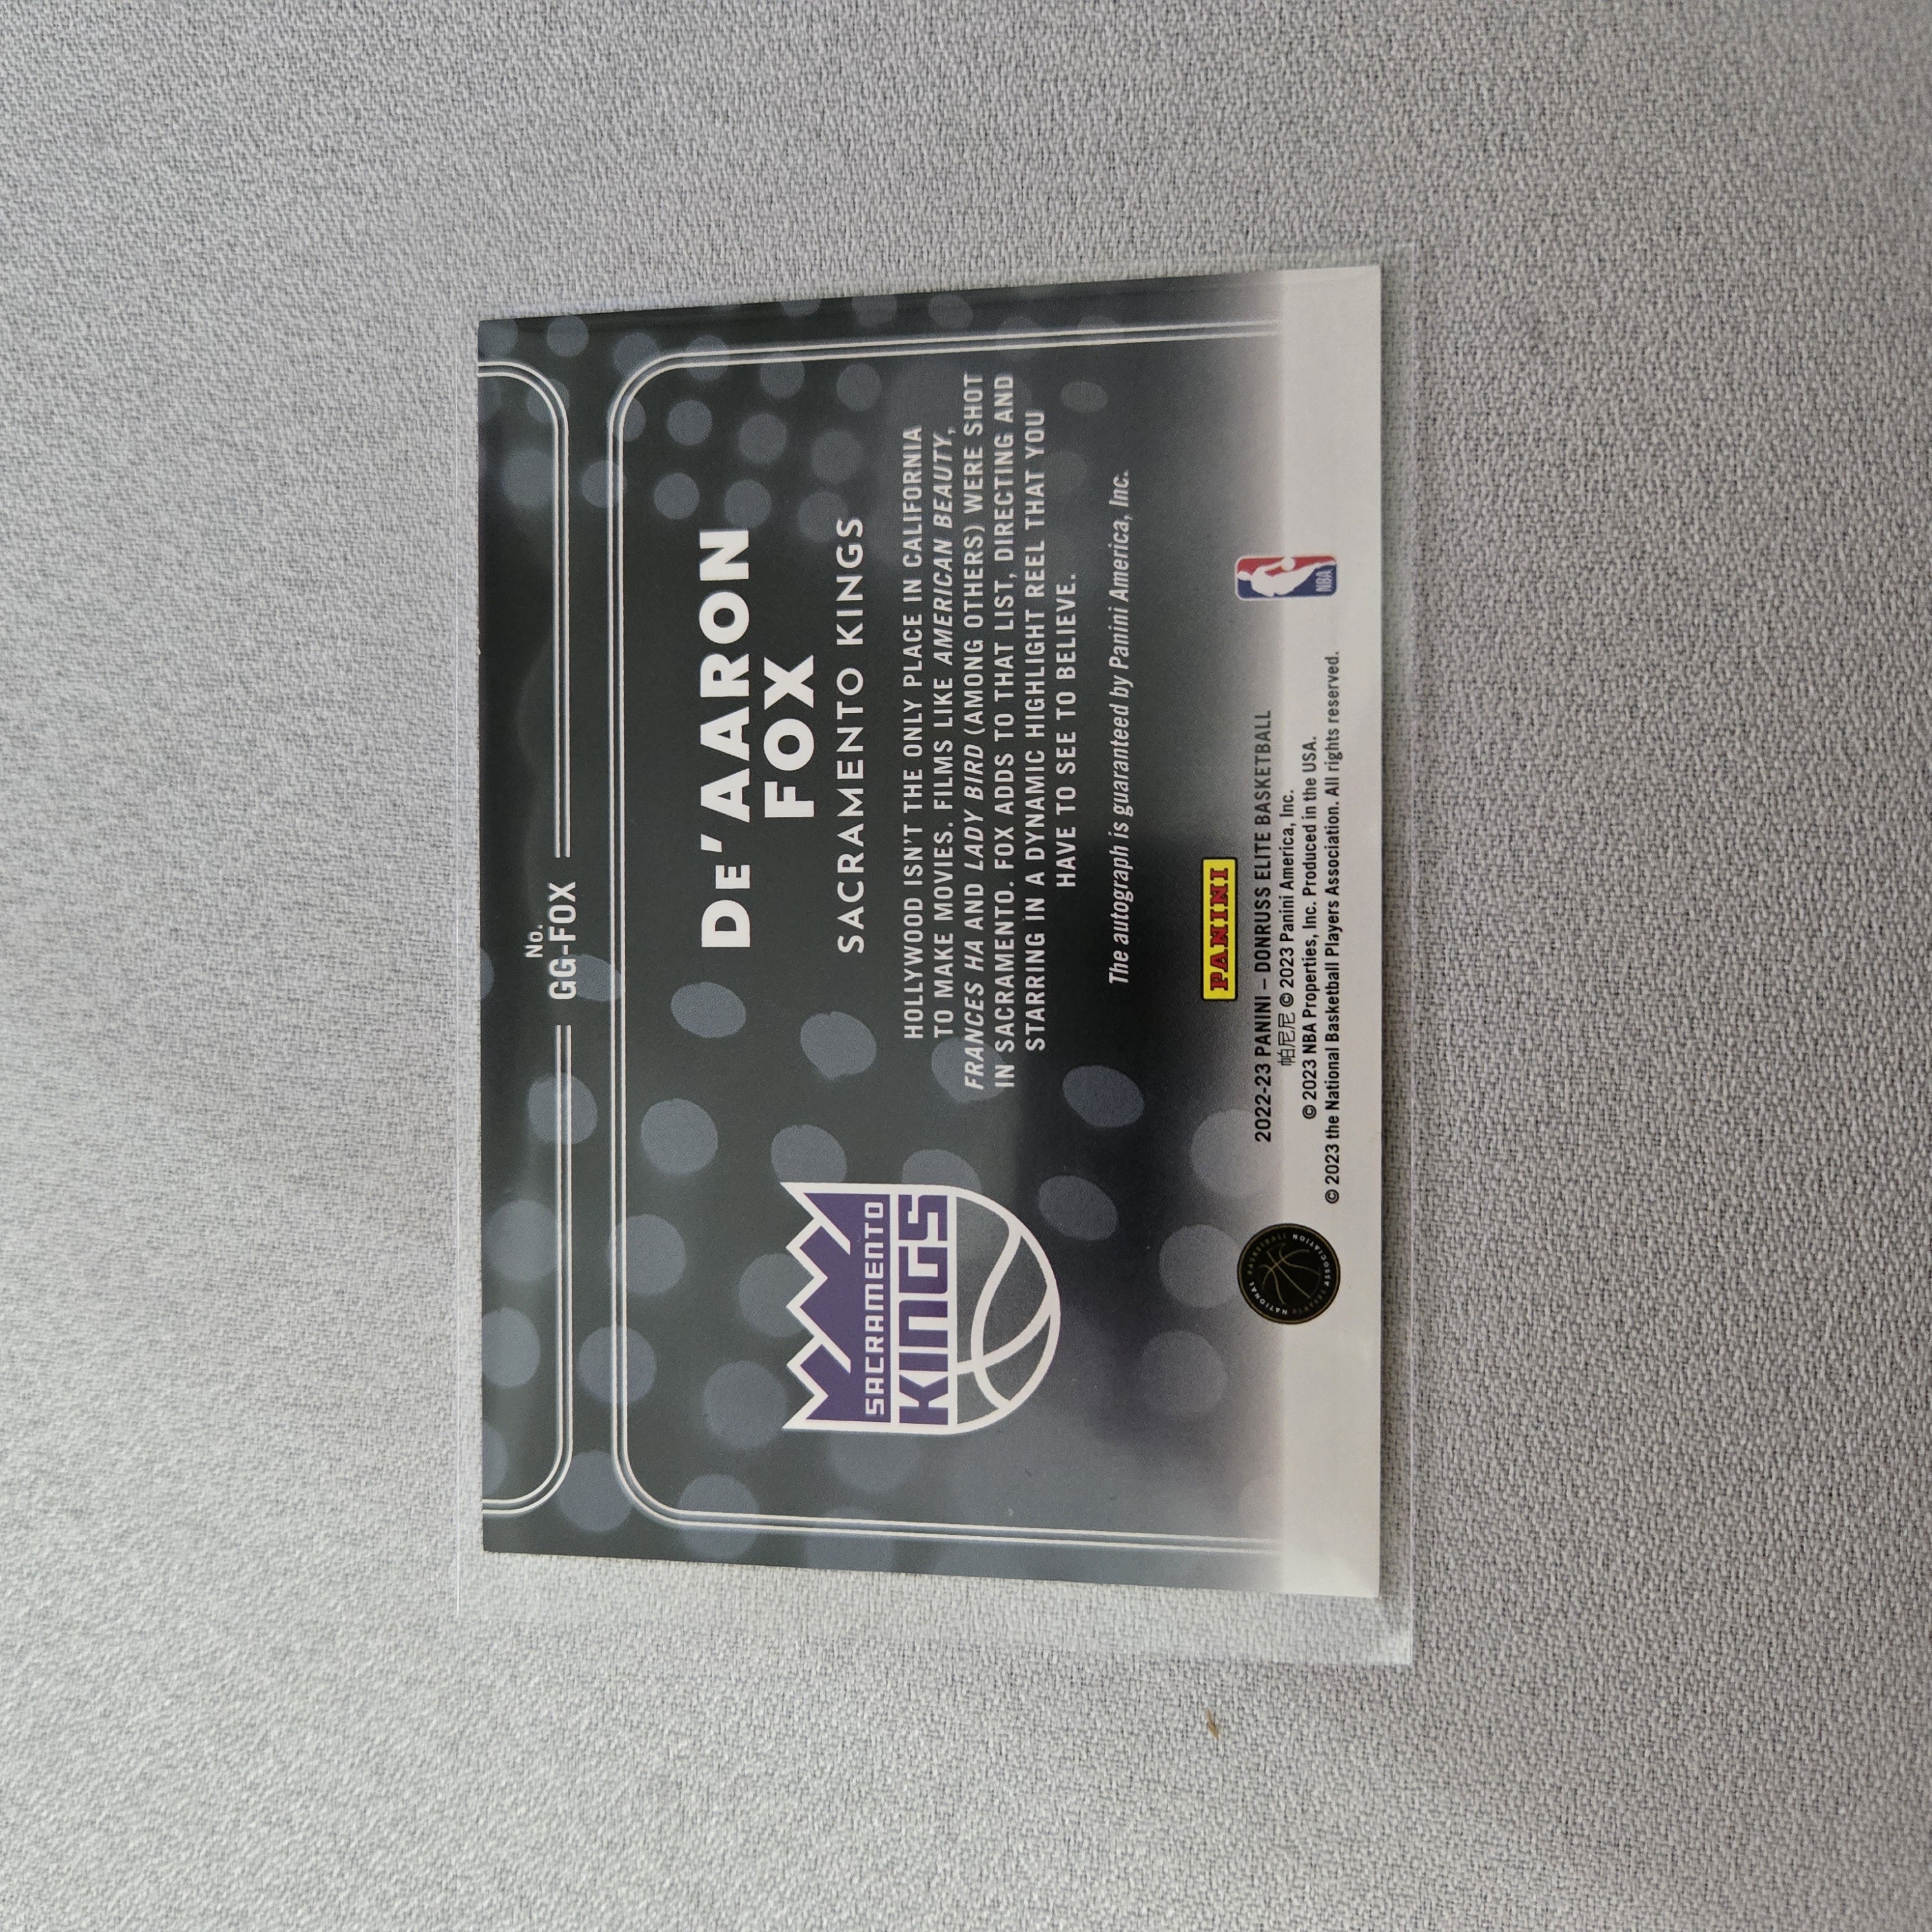 No.
GG-FOX
DE'AARON
FOX
SACRAMENTO KINGS
HOLLYWOOD ISN'T THE ONLY PLACE IN CALIFORNIA
TO MAKE MOVIES. FILMS LIKE AMERICAN BEAUTY,
FRANCES HA AND LADY BIRD (AMONG OTHERS) WERE SHOT
IN SACRAMENTO. FOX ADDS TO THAT LIST, DIRECTING AND
STARRING IN A DYNAMIC HIGHLIGHT REEL THAT YOU
HAVE TO SEE TO BELIEVE.
The autograph is guaranteed by Panini America, Inc.
SACRAMENTO
KINGS
PANINI
2022-23 PANINI – DONRUSS ELITE BASKETBALL
帕尼尼 © 2023 Panini America, Inc.
© 2023 NBA Properties, Inc. Produced in the USA.
© 2023 the National Basketball Players Association. All rights reserved.
NATIONAL BASKETBALL
PLAYERS ASSOCIATION
NBA